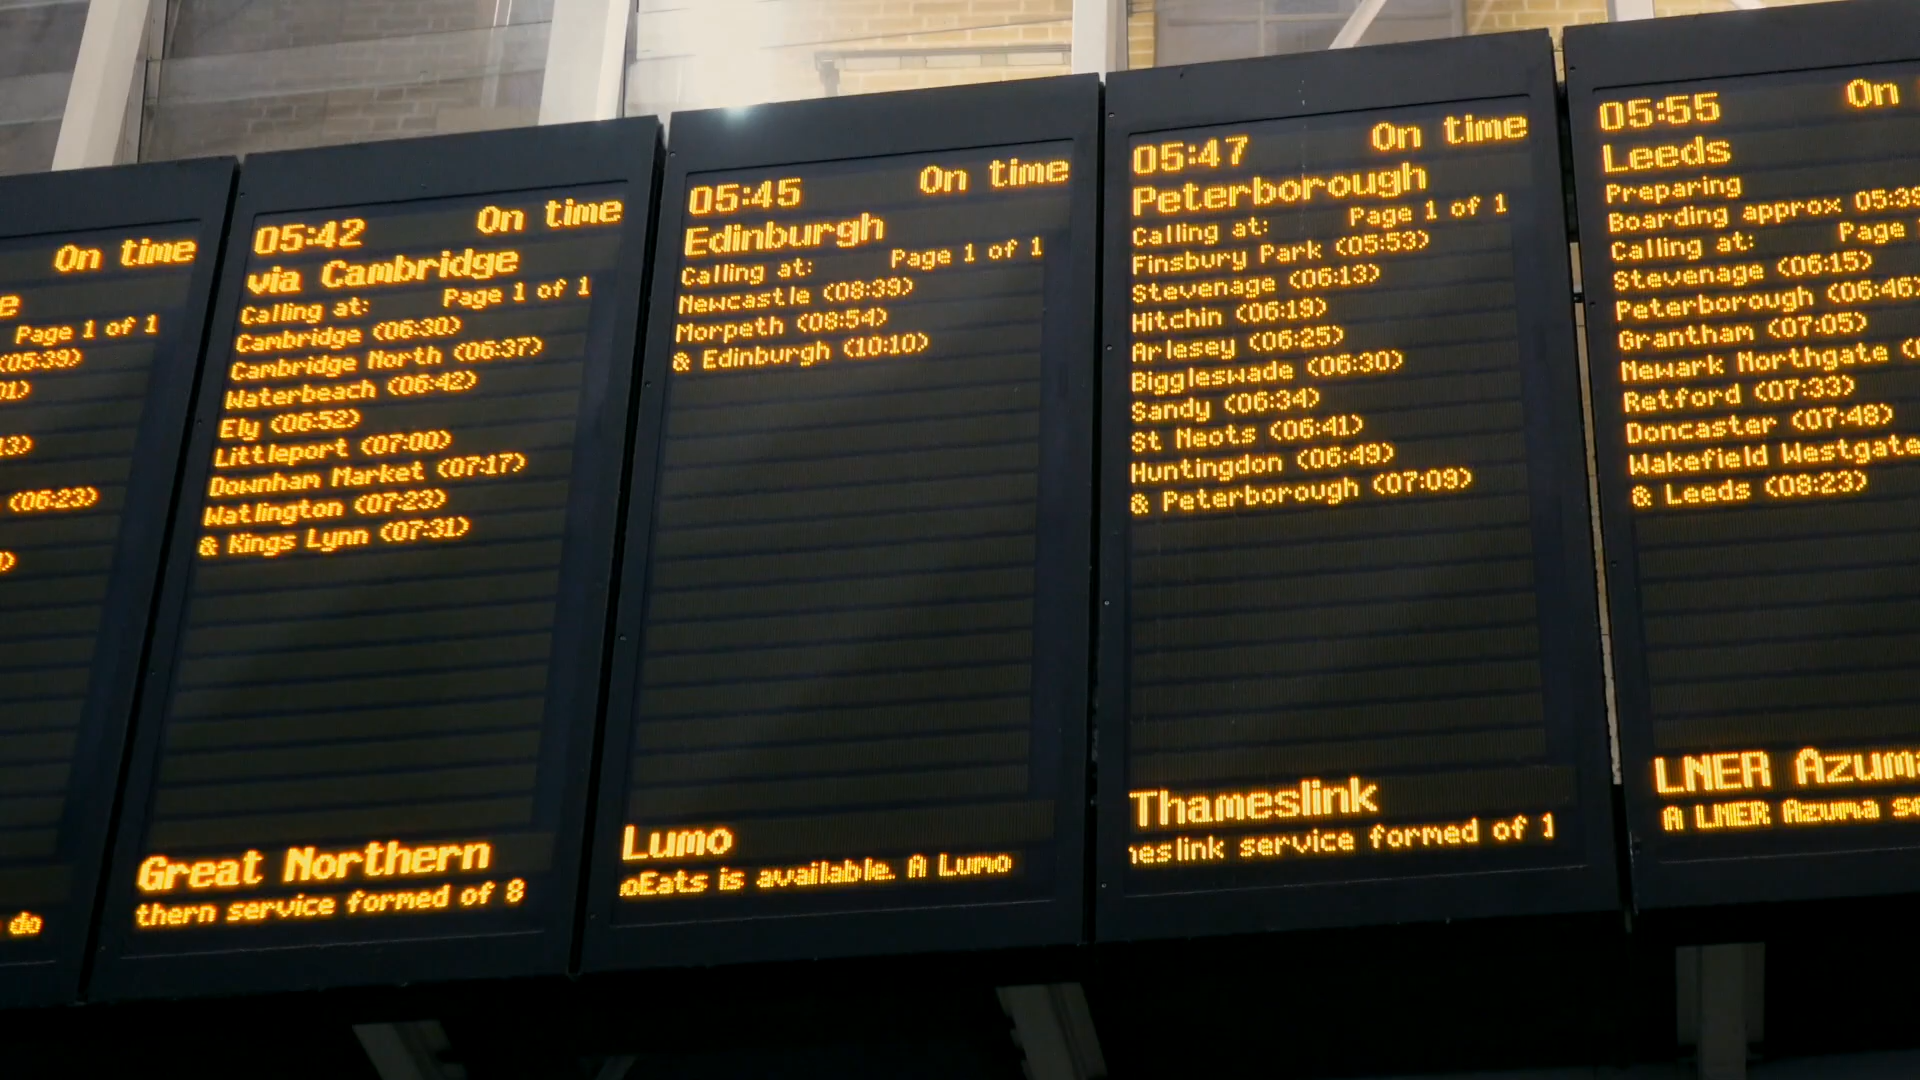 On time
e
Page 1 of 1
(05:39)
01)
13)
(06:23)
)
do
05:42 On time
via Cambridge
Calling at: Page 1 of 1
Cambridge (06:30)
Cambridge North (06:37)
Waterbeach (06:42)
Ely (06:52)
Littleport (07:00)
Downham Market (07:17)
Watlington (07:23)
& Kings Lynn (07:31)
Great Northern
thern service formed of 8
05:45 On time
Edinburgh
Calling at: Page 1 of 1
Newcastle (08:39)
Morpeth (08:54)
& Edinburgh (10:10)
Lumo
oEats is available. A Lumo
05:47 On time
Peterborough
Calling at: Page 1 of 1
Finsbury Park (05:53)
Stevenage (06:13)
Hitchin (06:19)
Arlesey (06:25)
Biggleswade (06:30)
Sandy (06:34)
St Neots (06:41)
Huntingdon (06:49)
& Peterborough (07:09)
Thameslink
eslink service formed of 1
05:55 On
Leeds
Preparing
Boarding approx 05:39
Calling at: Page
Stevenage (06:15)
Peterborough (06:46)
Grantham (07:05)
Newark Northgate (
Retford (07:33)
Doncaster (07:48)
Wakefield Westgate
& Leeds (08:23)
LNER Azuma
A LNER Azuma se